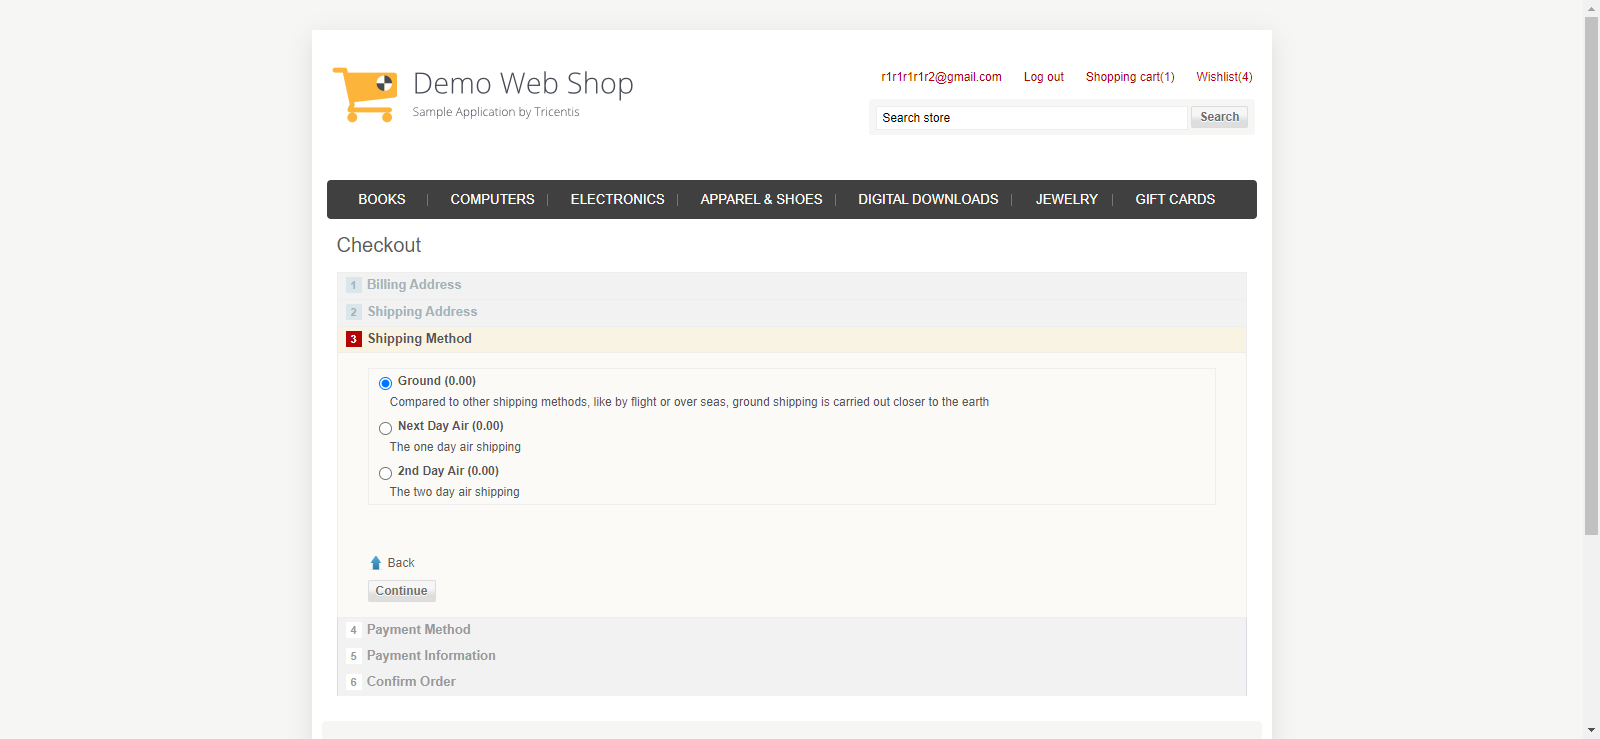 Demo Web Shop
Sample Application by Tricentis
r1r1r1r1r2@gmail.com Log out Shopping cart(1) Wishlist(4)
Search store Search
BOOKS COMPUTERS ELECTRONICS APPAREL & SHOES DIGITAL DOWNLOADS JEWELRY GIFT CARDS
Checkout
1 Billing Address
2 Shipping Address
3 Shipping Method
Ground (0.00)
Compared to other shipping methods, like by flight or over seas, ground shipping is carried out closer to the earth
Next Day Air (0.00)
The one day air shipping
2nd Day Air (0.00)
The two day air shipping
Back
Continue
4 Payment Method
5 Payment Information
6 Confirm Order